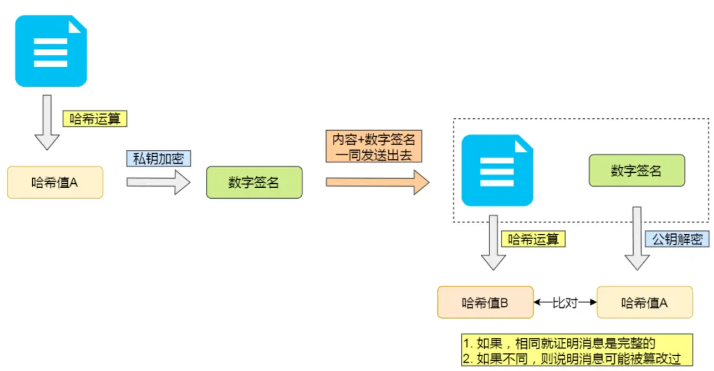 哈希运算
哈希值A
私钥加密
数字签名
内容+数字签名
一同发送出去
数字签名
哈希运算
公钥解密
哈希值B
比对
哈希值A
1. 如果，相同就证明消息是完整的
2. 如果不同，则说明消息可能被篡改过